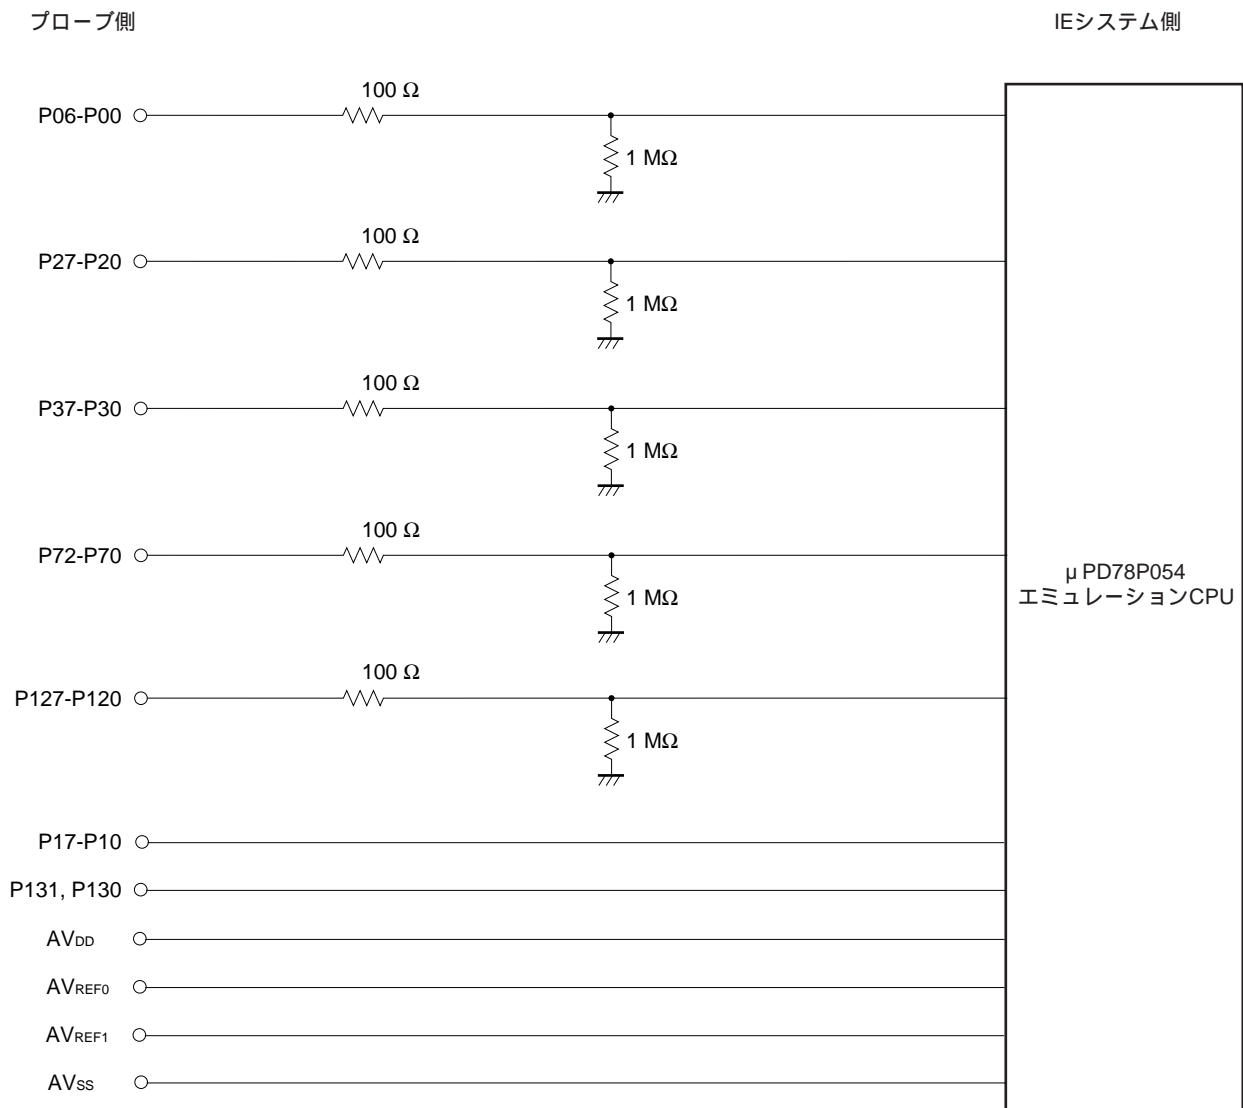 プローブ側
IEシステム側
100 Ω
P06-P00
1 MΩ
100 Ω
P27-P20
1 MΩ
100 Ω
P37-P30
1 MΩ
100 Ω
P72-P70
1 MΩ
μ PD78P054
エミュレーションCPU
100 Ω
P127-P120
1 MΩ
P17-P10
P131, P130
AVDD
AVREF0
AVREF1
AVSS